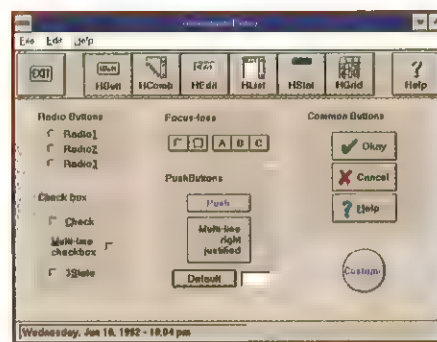 File Edit Help
EXIT
HButt HComb HEdit HList HStat HGrid Help
Radio Buttons
Radio1
Radio2
Radio3
Check box
Check
Multi-line
checkbox
3State
Focus-less
A B C
PushButtons
Push
Multi-line
right
justified
Default
Common Buttons
Okay
Cancel
Help
Custom
Wednesday, Jun 10, 1992 - 10:04 pm